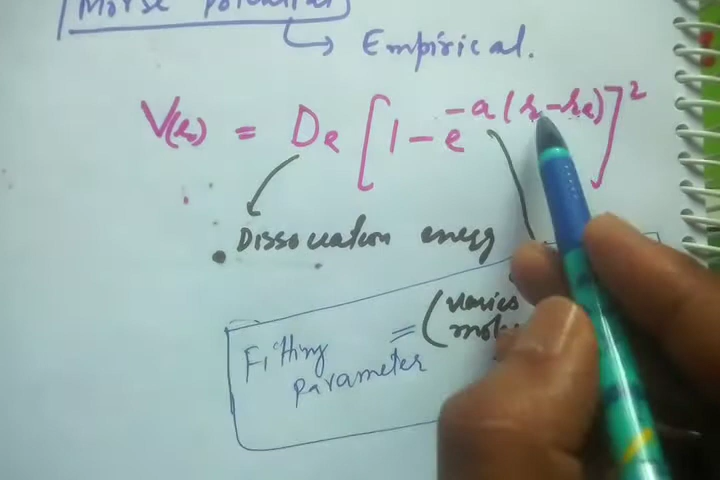 Morse Potential
Empirical.
V(r) = De [1 - e^-a(r-re)]^2
Dissociation energy
Fitting = (varies
parameter